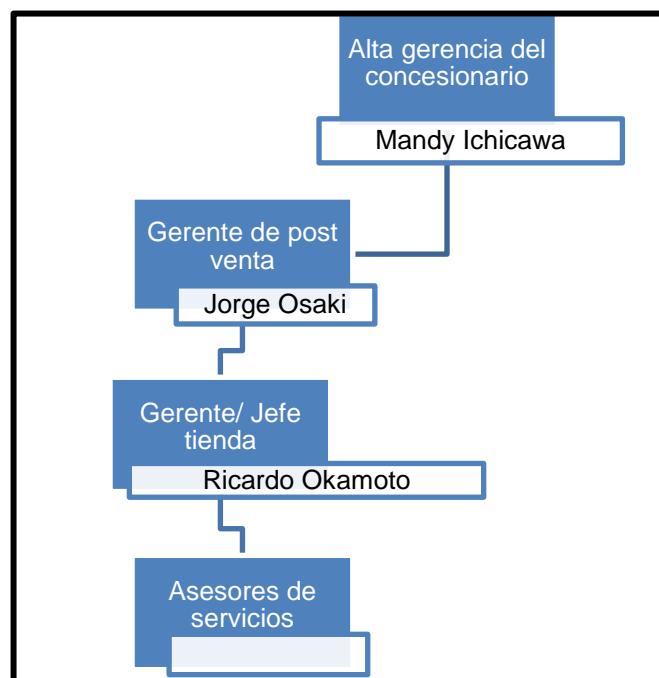 Alta gerencia del
concesionario
Mandy Ichicawa
Gerente de post
venta
Jorge Osaki
Gerente/ Jefe
tienda
Ricardo Okamoto
Asesores de
servicios